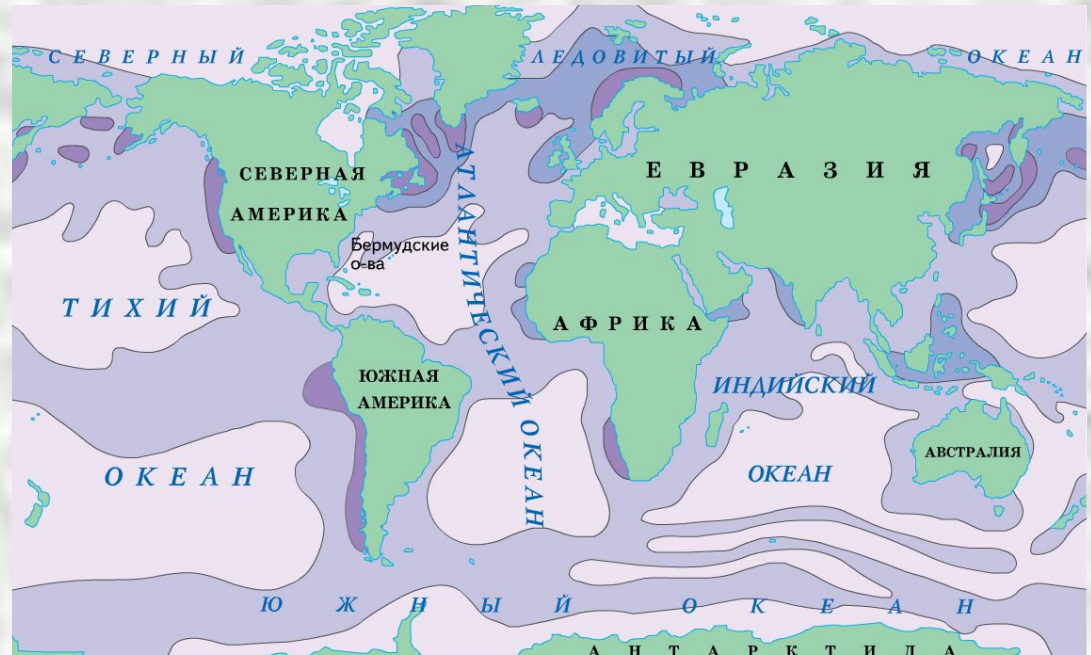 СЕВЕРНЫЙ ЛЕДОВИТЫЙ ОКЕАН
СЕВЕРНАЯ
АМЕРИКА
ЕВРАЗИЯ
Бермудские
о-ва
АТЛАНТИЧЕСКИЙ ОКЕАН
ТИХИЙ
АФРИКА
ЮЖНАЯ
АМЕРИКА
ИНДИЙСКИЙ
АВСТРАЛИЯ
ОКЕАН
ОКЕАН
ЮЖНЫЙ ОКЕАН
АНТАРКТИДА